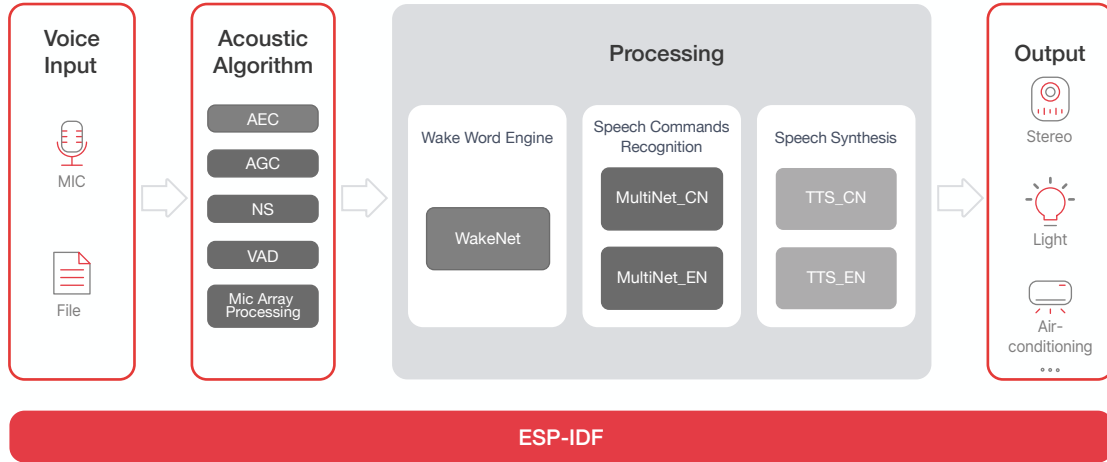 Voice
Input
MIC
File
Acoustic
Algorithm
AEC
AGC
NS
VAD
Mic Array
Processing
Processing
Wake Word Engine
WakeNet
Speech Commands
Recognition
MultiNet_CN
MultiNet_EN
Speech Synthesis
TTS_CN
TTS_EN
Output
Stereo
Light
Air-
conditioning
ESP-IDF